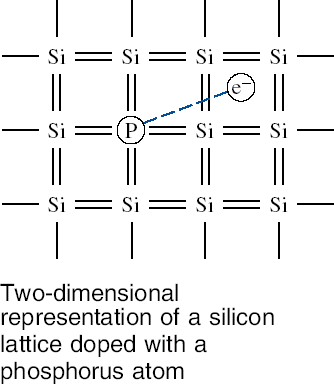 Si Si Si Si
e⁻
Si P Si Si
Si Si Si Si
Two-dimensional
representation of a silicon
lattice doped with a
phosphorus atom